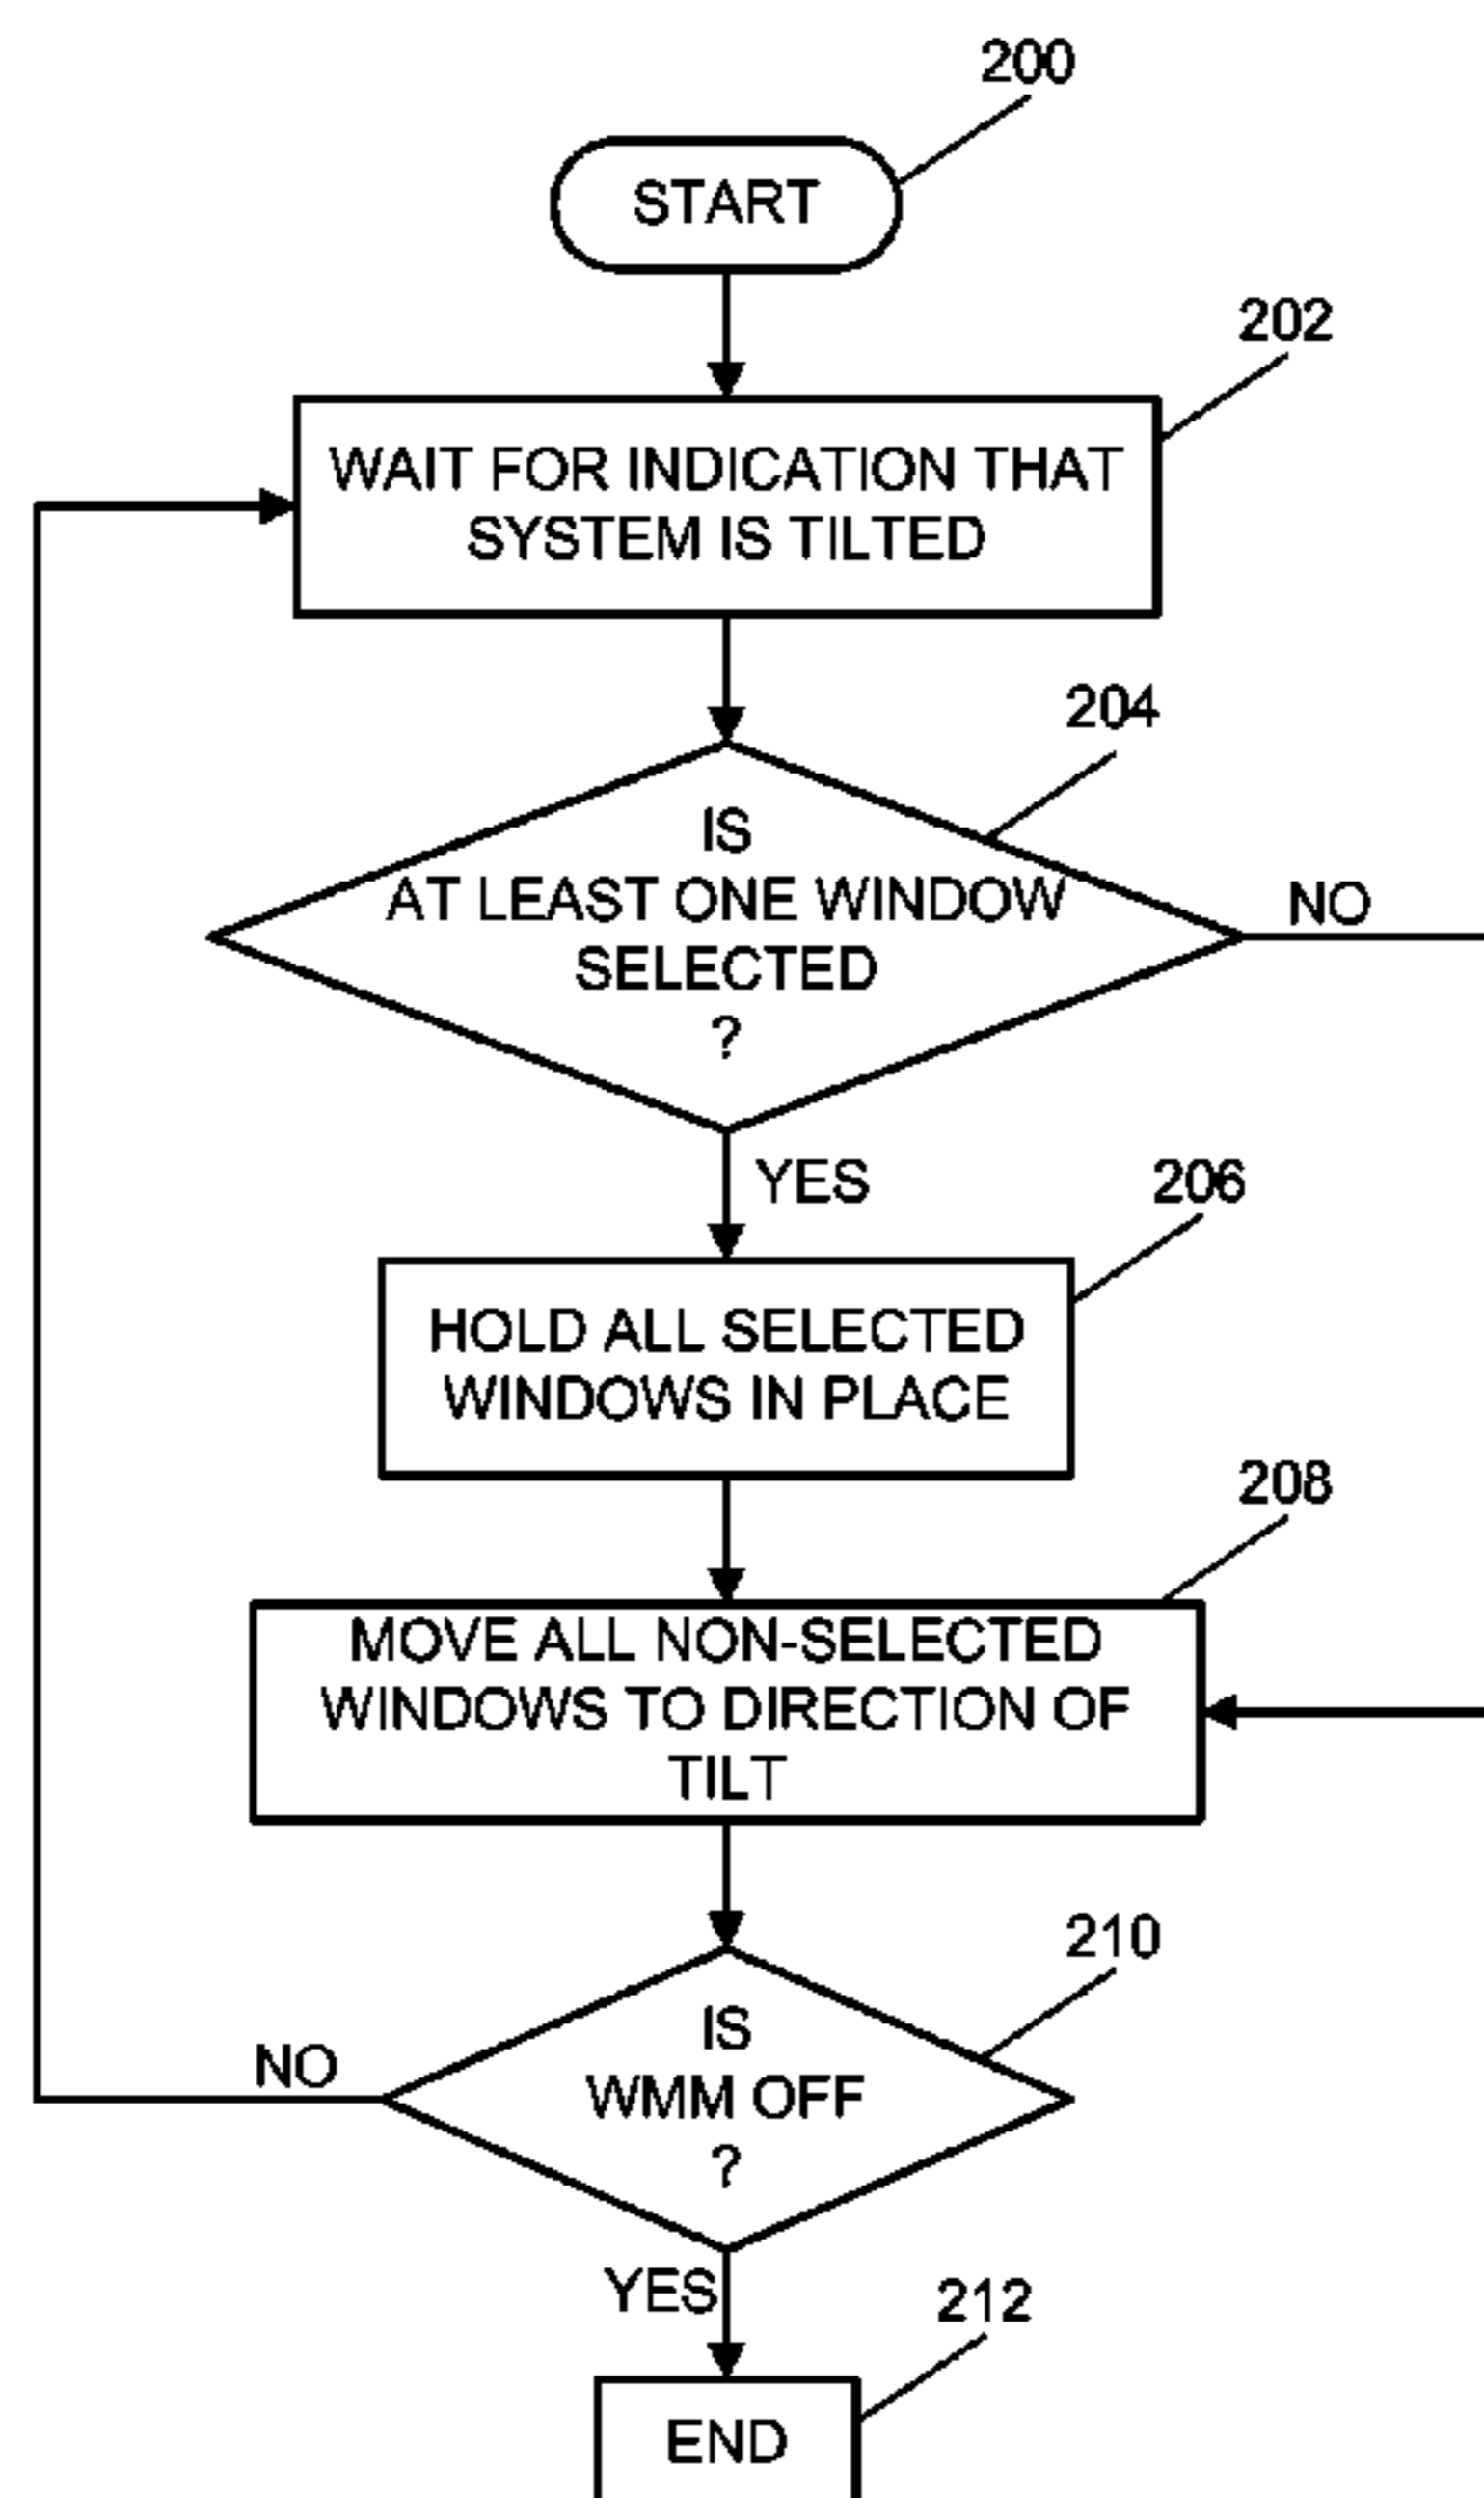 200
START
202
WAIT FOR INDICATION THAT
SYSTEM IS TILTED
204
IS
AT LEAST ONE WINDOW
SELECTED
?
NO
YES
206
HOLD ALL SELECTED
WINDOWS IN PLACE
208
MOVE ALL NON-SELECTED
WINDOWS TO DIRECTION OF
TILT
210
IS
WMM OFF
?
NO
YES
212
END